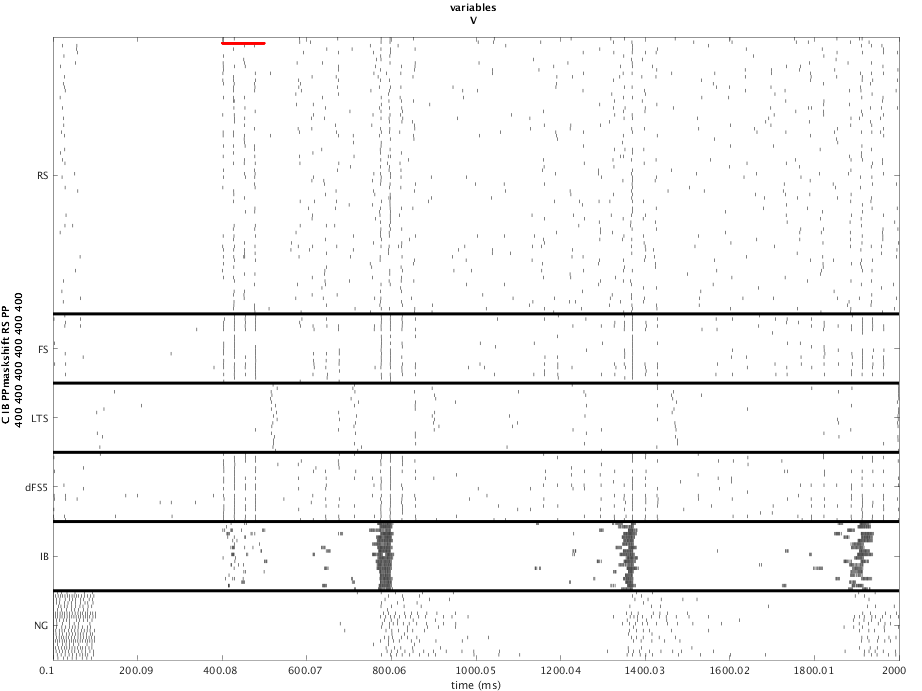 variables
V
C IB PPmaskshift RS PP
400 400 400 400 400 400
RS
FS
LTS
dFS5
IB
NG
0.1 200.09 400.08 600.07 800.06 1000.05 1200.04 1400.03 1600.02 1800.01 2000
time (ms)